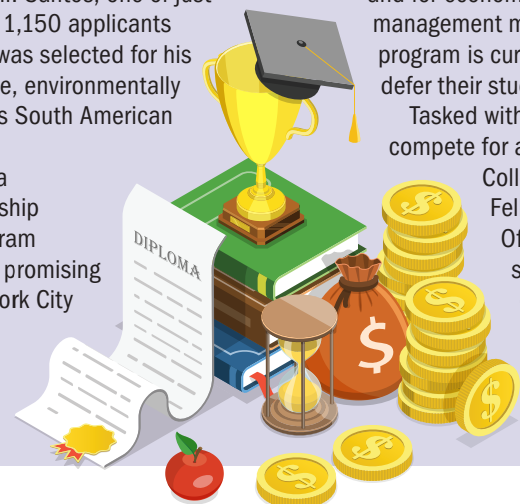 Santos, one of just
1,150 applicants
was selected for his
e, environmentally
s South American
a
ship
ram
promising
ork City
and for econom
management m
program is cur
defer their stu
Tasked with
compete for a
Coll
Fel
Of
s
DIPLOMA
$
$
$
$
$
$